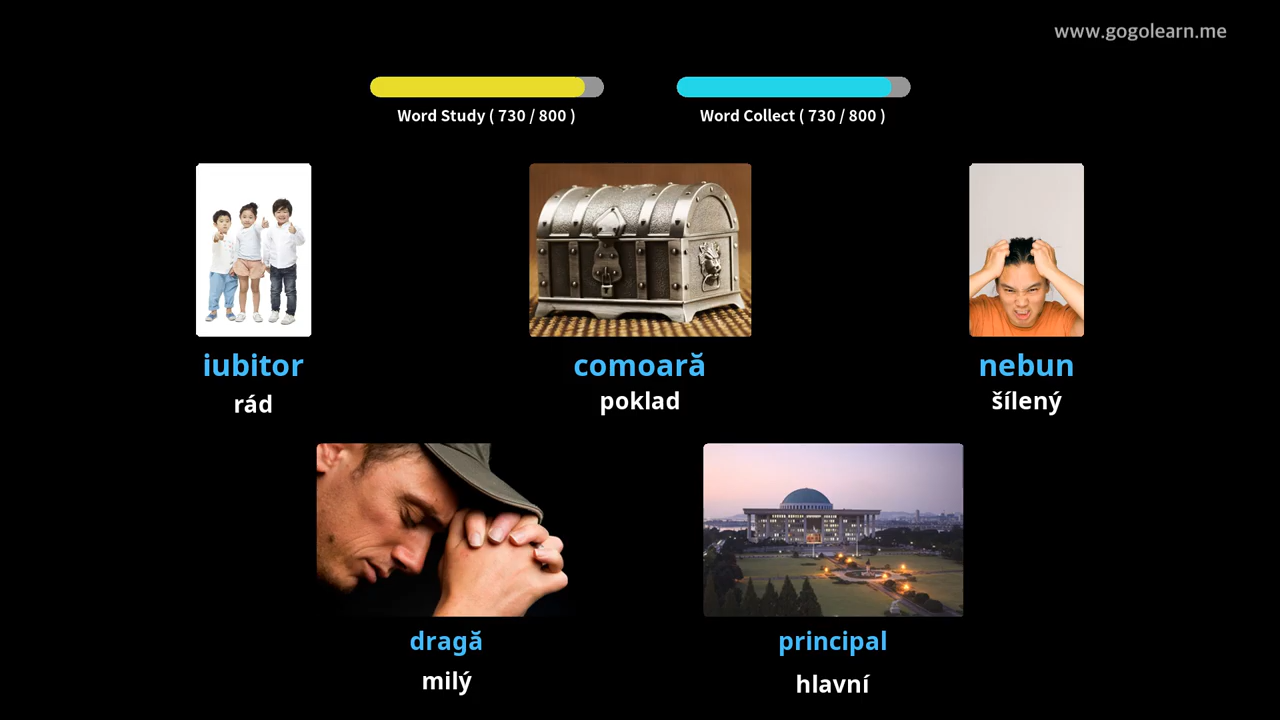 www.gogolearn.me
Word Study ( 730 / 800 )
Word Collect ( 730 / 800 )
iubitor
rád
comoară
poklad
nebun
šílený
dragă
milý
principal
hlavní